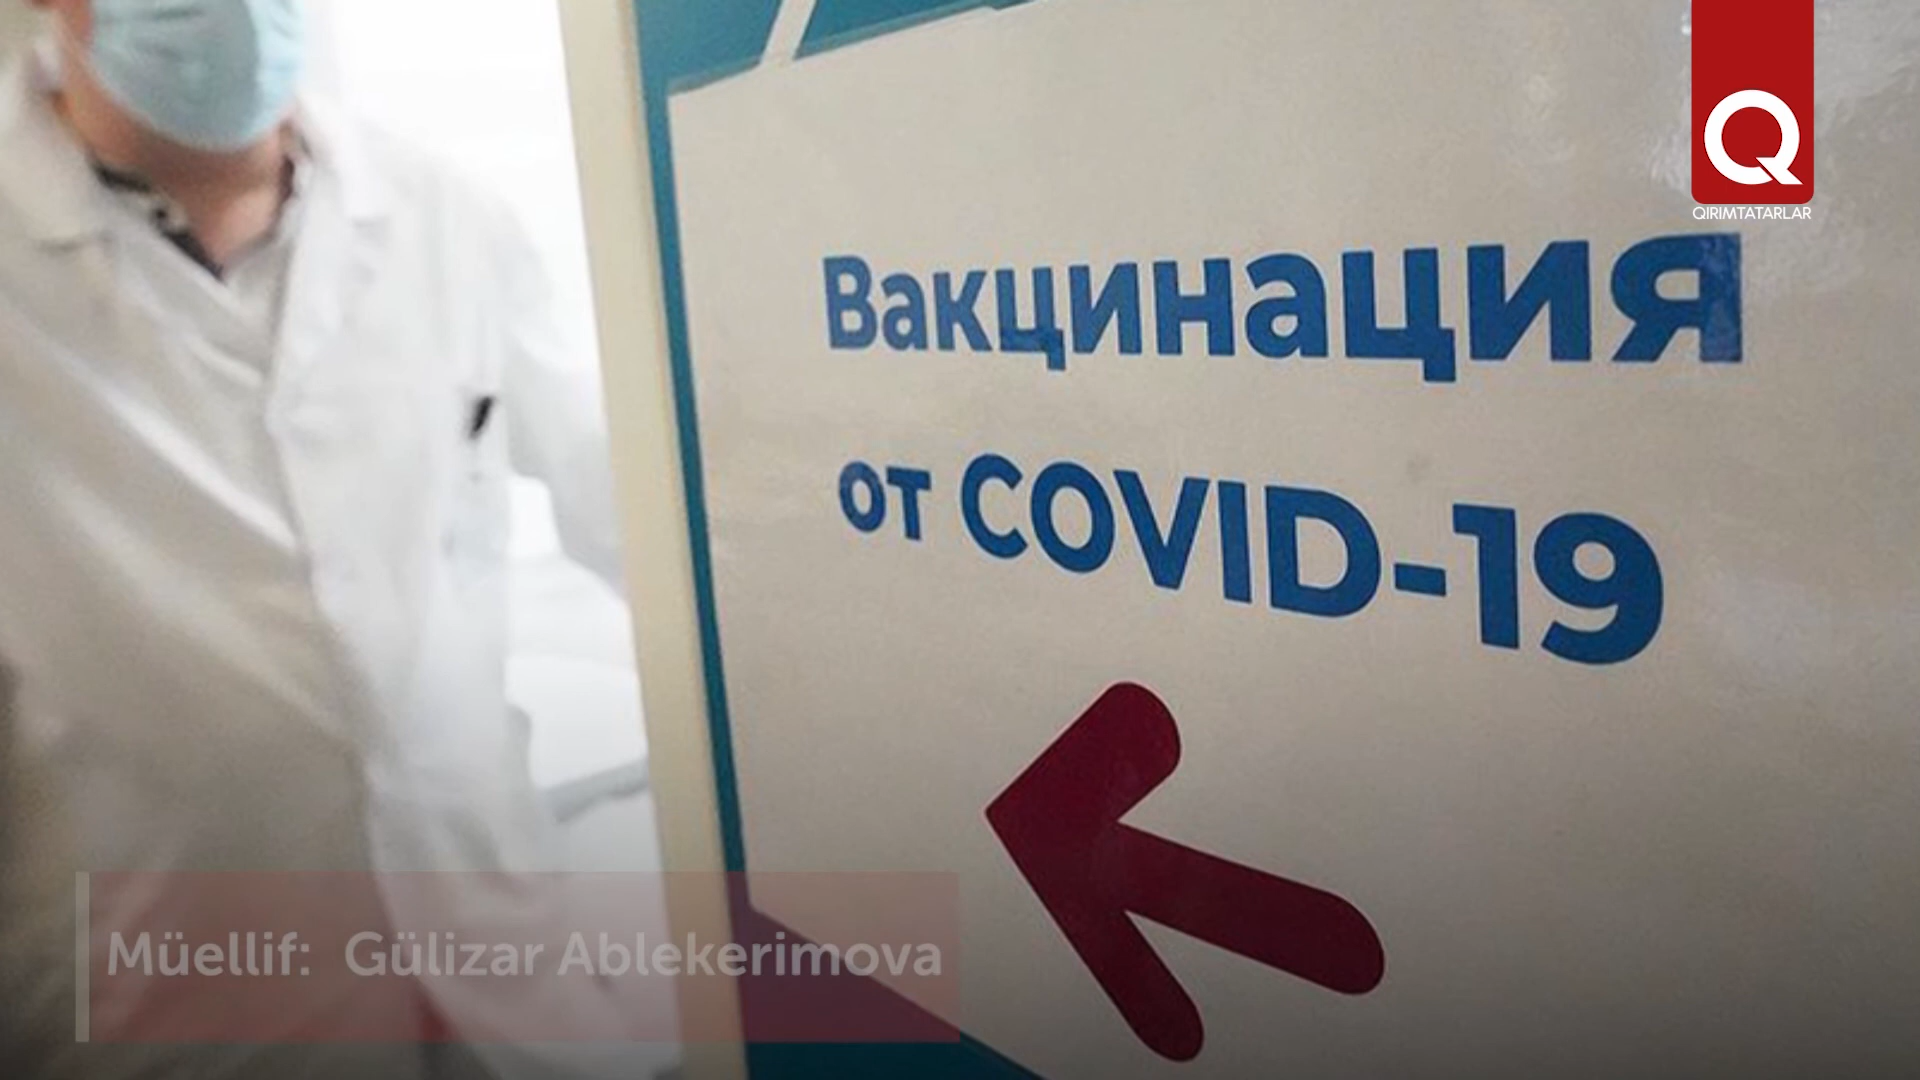 Q
QIRIMTATARLAR
Вакцинация
от COVID-19
Müellif: Gülizar Ablekerimova